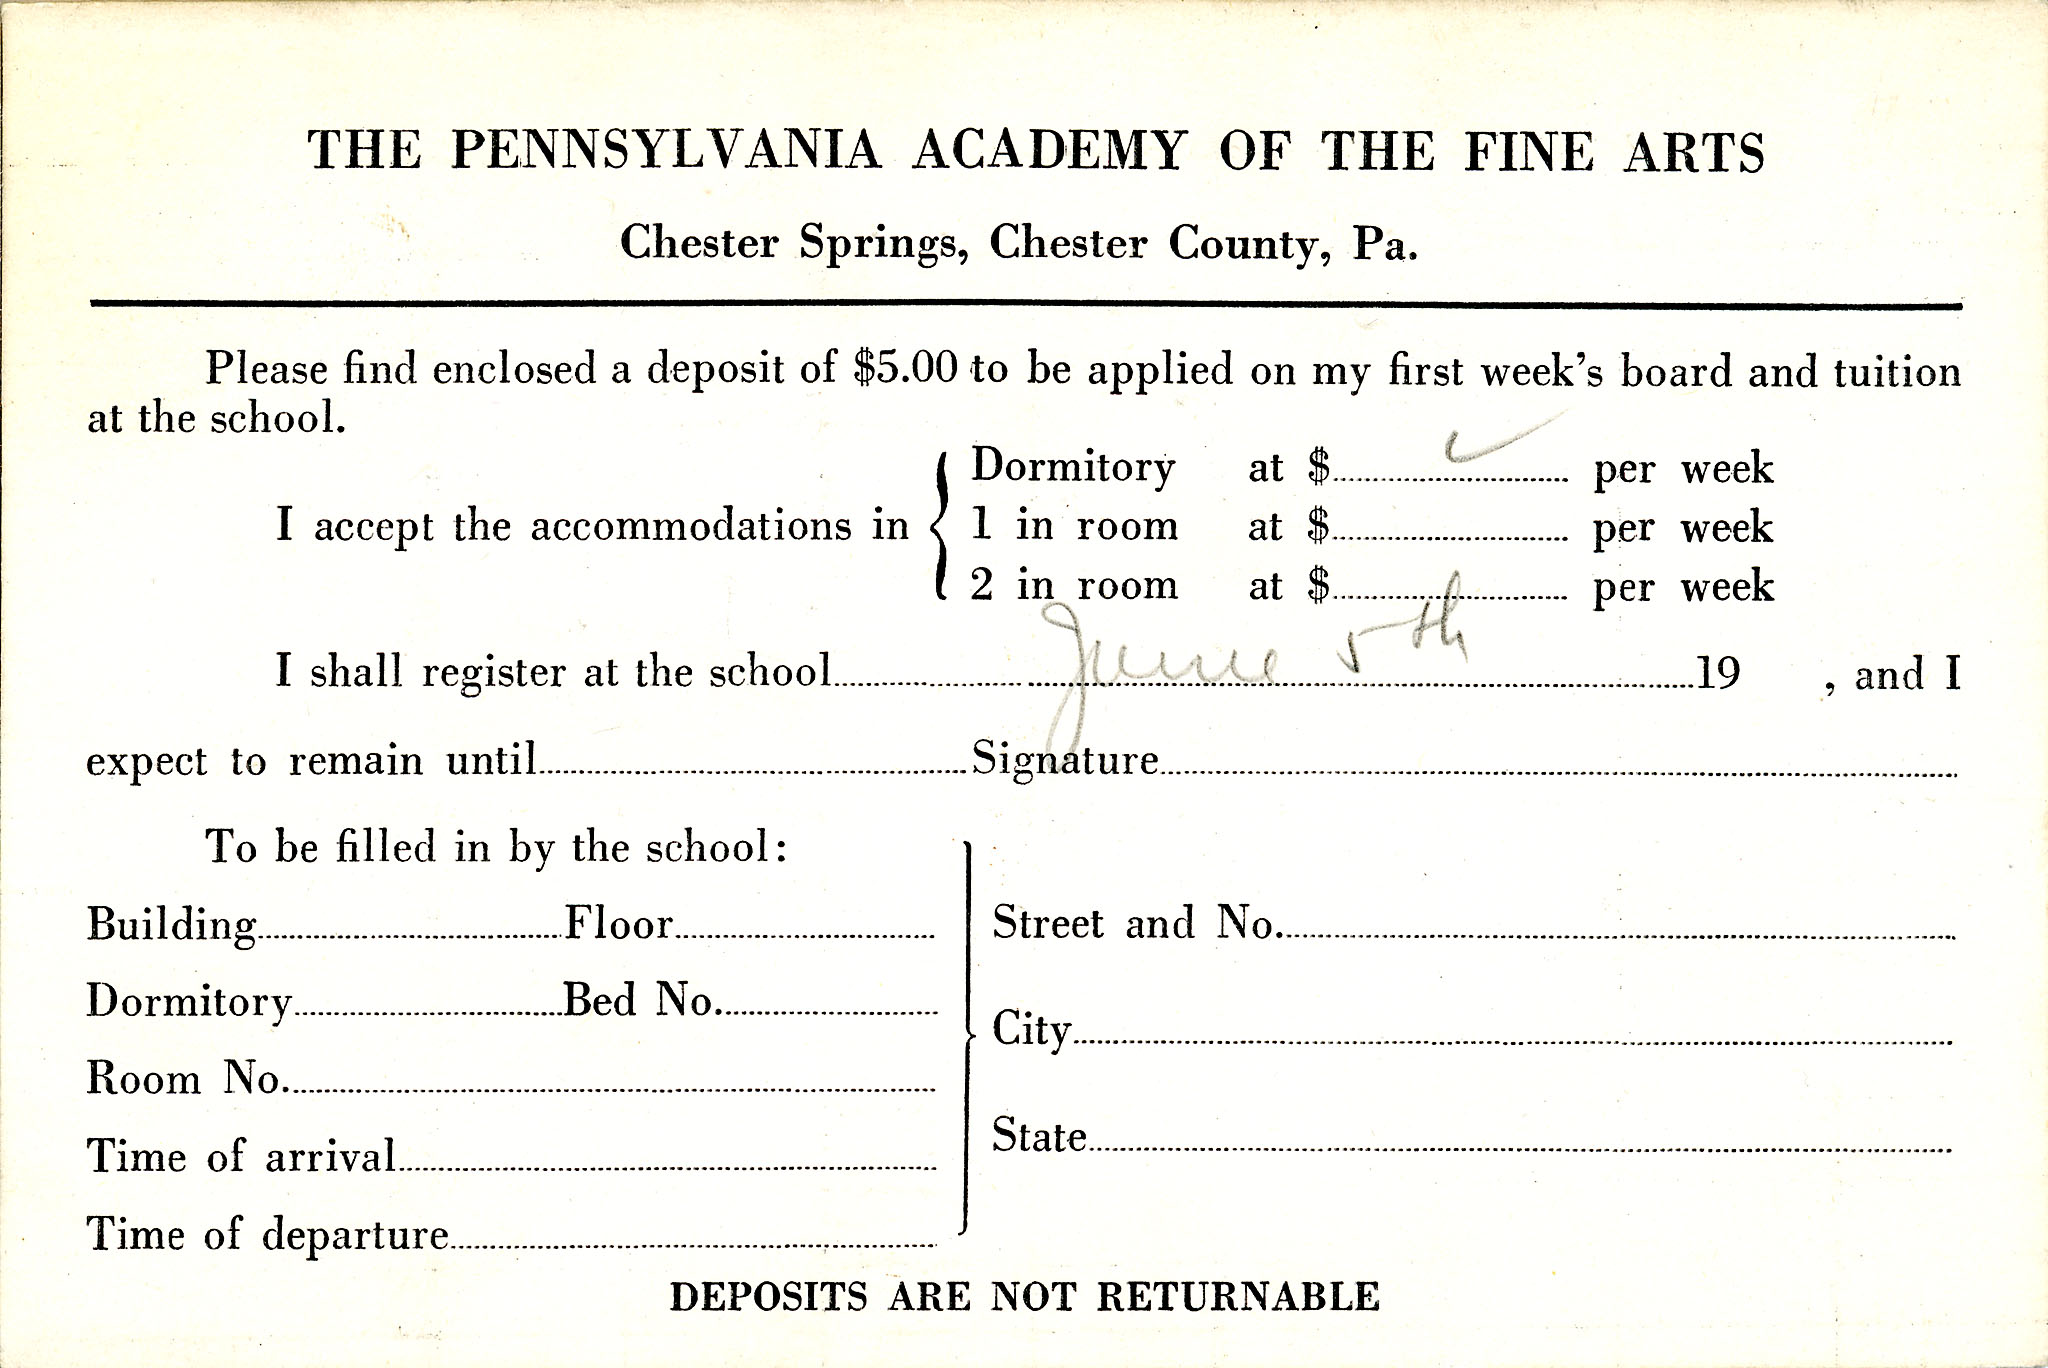 THE PENNSYLVANIA ACADEMY OF THE FINE ARTS
Chester Springs, Chester County, Pa.
Please find enclosed a deposit of $5.00 to be applied on my first week's board and tuition
at the school.
I accept the accommodations in
Dormitory at $ ✓ per week
1 in room at $ per week
2 in room at $ per week
I shall register at the school June 5th 19 , and I
expect to remain until Signature
To be filled in by the school:
Building Floor
Dormitory Bed No.
Room No.
Time of arrival
Time of departure
Street and No.
City
State
DEPOSITS ARE NOT RETURNABLE